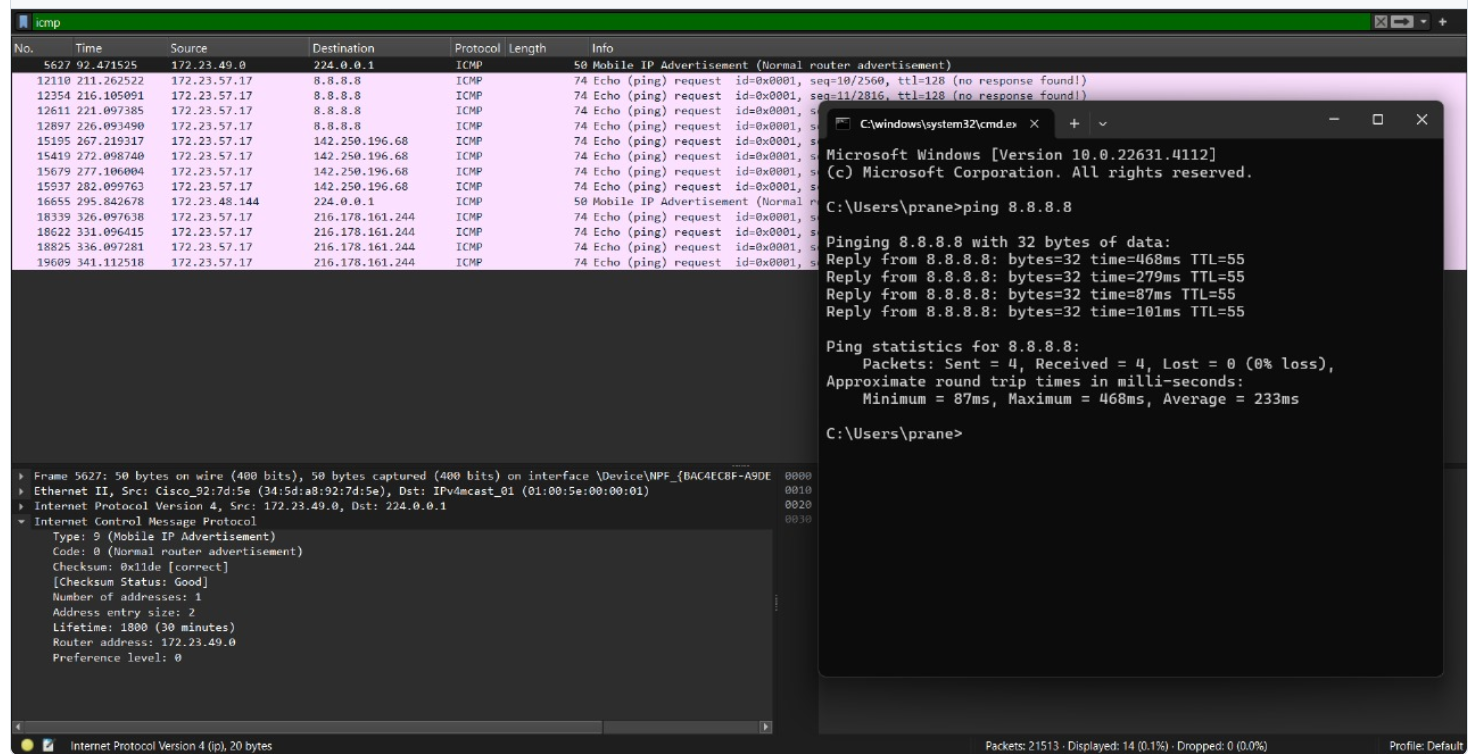 icmp
No. Time Source Destination Protocol Length Info
5627 92.471525 172.23.49.0 224.0.0.1 ICMP 50 Mobile IP Advertisement (Normal router advertisement)
12110 211.262522 172.23.57.17 8.8.8.8 ICMP 74 Echo (ping) request id=0x0001, seq=10/2560, ttl=128 (no response found!)
12354 216.105091 172.23.57.17 8.8.8.8 ICMP 74 Echo (ping) request id=0x0001, seq=11/2816, ttl=128 (no response found!)
12611 221.097385 172.23.57.17 8.8.8.8 ICMP 74 Echo (ping) request id=0x0001, s
12897 226.093490 172.23.57.17 8.8.8.8 ICMP 74 Echo (ping) request id=0x0001, s
15195 267.219317 172.23.57.17 142.250.196.68 ICMP 74 Echo (ping) request id=0x0001, s
15419 272.098740 172.23.57.17 142.250.196.68 ICMP 74 Echo (ping) request id=0x0001, s
15679 277.106004 172.23.57.17 142.250.196.68 ICMP 74 Echo (ping) request id=0x0001, s
15937 282.099763 172.23.57.17 142.250.196.68 ICMP 74 Echo (ping) request id=0x0001, s
16655 295.842678 172.23.48.144 224.0.0.1 ICMP 50 Mobile IP Advertisement (Normal r
18339 326.097638 172.23.57.17 216.178.161.244 ICMP 74 Echo (ping) request id=0x0001, s
18622 331.096415 172.23.57.17 216.178.161.244 ICMP 74 Echo (ping) request id=0x0001, s
18825 336.097281 172.23.57.17 216.178.161.244 ICMP 74 Echo (ping) request id=0x0001, s
19609 341.112518 172.23.57.17 216.178.161.244 ICMP 74 Echo (ping) request id=0x0001, s
C:\windows\system32\cmd.ex
Microsoft Windows [Version 10.0.22631.4112]
(c) Microsoft Corporation. All rights reserved.
C:\Users\prane>ping 8.8.8.8
Pinging 8.8.8.8 with 32 bytes of data:
Reply from 8.8.8.8: bytes=32 time=468ms TTL=55
Reply from 8.8.8.8: bytes=32 time=279ms TTL=55
Reply from 8.8.8.8: bytes=32 time=87ms TTL=55
Reply from 8.8.8.8: bytes=32 time=101ms TTL=55
Ping statistics for 8.8.8.8:
Packets: Sent = 4, Received = 4, Lost = 0 (0% loss),
Approximate round trip times in milli-seconds:
Minimum = 87ms, Maximum = 468ms, Average = 233ms
C:\Users\prane>
Frame 5627: 50 bytes on wire (400 bits), 50 bytes captured (400 bits) on interface \Device\NPF_{BAC4EC8F-A9DE
Ethernet II, Src: Cisco_92:7d:5e (34:5d:a8:92:7d:5e), Dst: IPv4mcast_01 (01:00:5e:00:00:01)
Internet Protocol Version 4, Src: 172.23.49.0, Dst: 224.0.0.1
Internet Control Message Protocol
Type: 9 (Mobile IP Advertisement)
Code: 0 (Normal router advertisement)
Checksum: 0x11de [correct]
[Checksum Status: Good]
Number of addresses: 1
Address entry size: 2
Lifetime: 1800 (30 minutes)
Router address: 172.23.49.0
Preference level: 0
0000
0010
0020
0030
Internet Protocol Version 4 (ip), 20 bytes
Packets: 21513 · Displayed: 14 (0.1%) · Dropped: 0 (0.0%)
Profile: Default